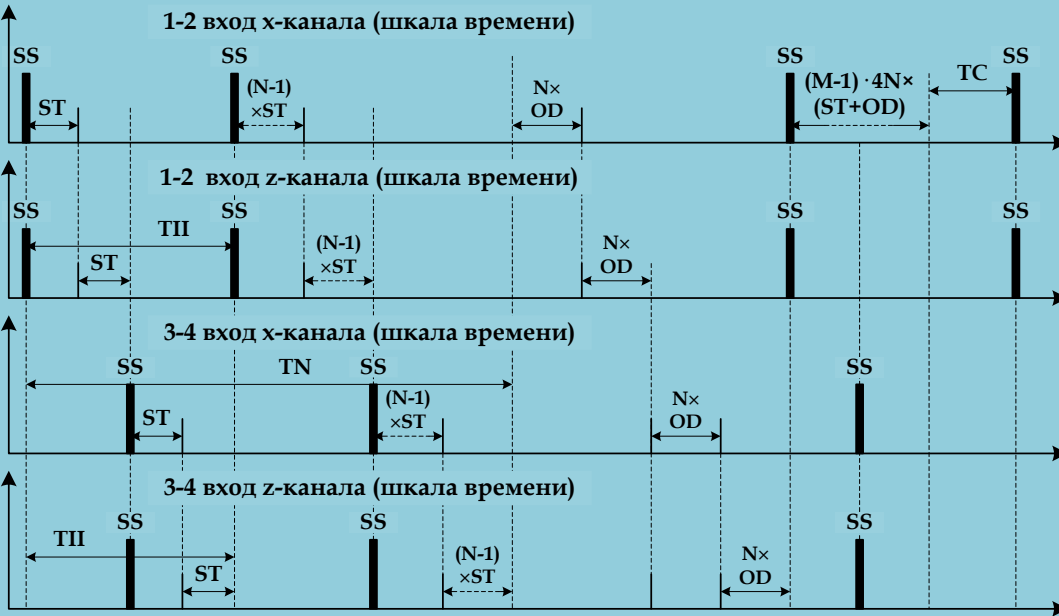 1-2 вход x-канала (шкала времени)
SS SS SS SS
ST
(N-1)
×ST
N×
OD
(M-1) ·4N×
(ST+OD)
TC
1-2 вход z-канала (шкала времени)
SS SS SS SS
TII
ST
(N-1)
×ST
N×
OD
3-4 вход x-канала (шкала времени)
SS SS SS
TN
ST
(N-1)
×ST
N×
OD
3-4 вход z-канала (шкала времени)
SS SS SS
TII
ST
(N-1)
×ST
N×
OD